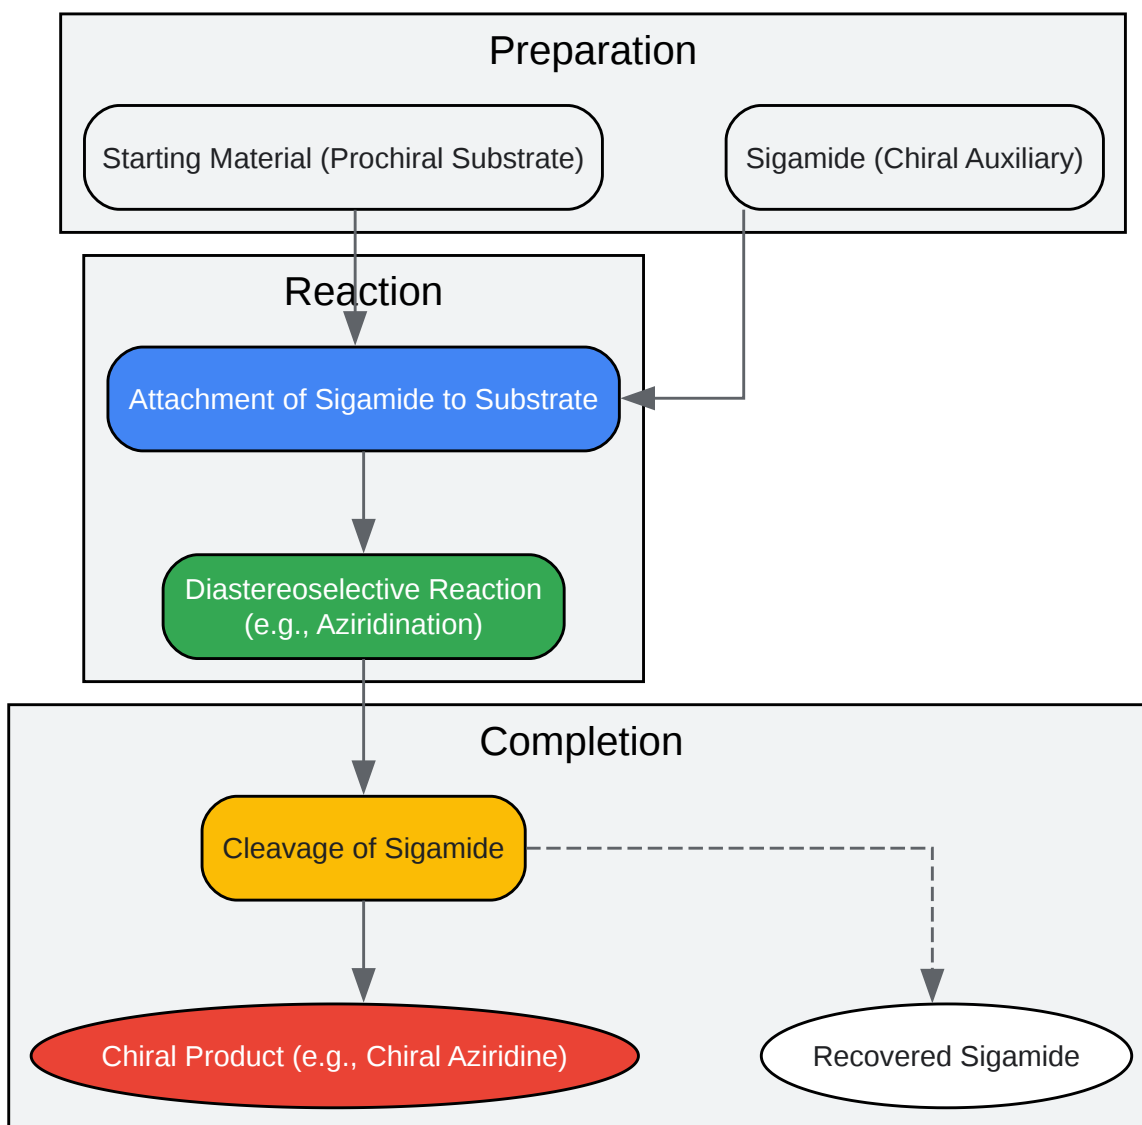 Preparation
Starting Material (Prochiral Substrate)
Sigamide (Chiral Auxiliary)
Reaction
Attachment of Sigamide to Substrate
Diastereoselective Reaction
(e.g., Aziridination)
Completion
Cleavage of Sigamide
Chiral Product (e.g., Chiral Aziridine)
Recovered Sigamide